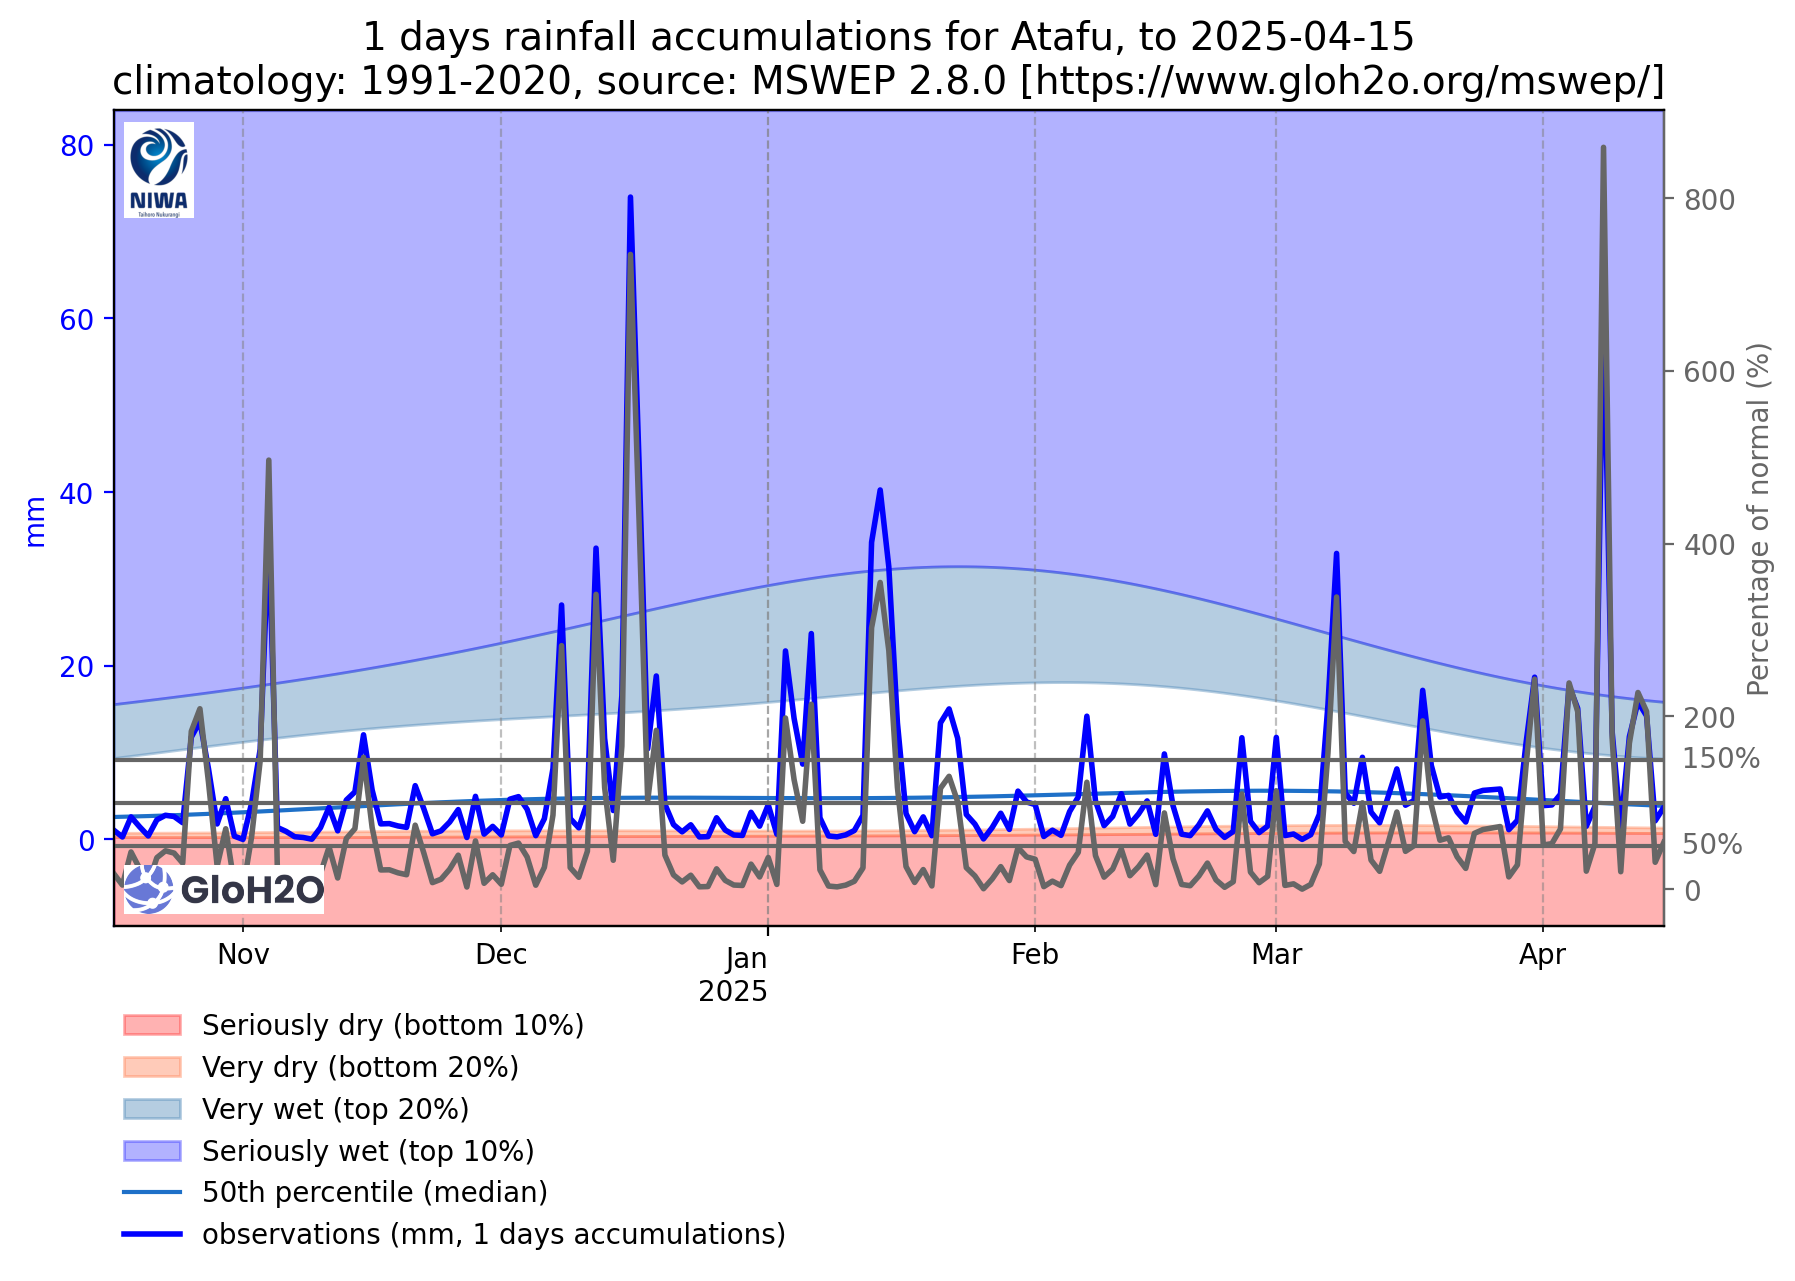 1 days rainfall accumulations for Atafu, to 2025-04-15
climatology: 1991-2020, source: MSWEP 2.8.0 [https://www.gloh2o.org/mswep/]
NIWA
Taihoro Nukurangi
80
60
40
20
0
mm
800
600
400
200
150%
50%
0
Percentage of normal (%)
GloH2O
Nov
Dec
Jan
2025
Feb
Mar
Apr
Seriously dry (bottom 10%)
Very dry (bottom 20%)
Very wet (top 20%)
Seriously wet (top 10%)
50th percentile (median)
observations (mm, 1 days accumulations)